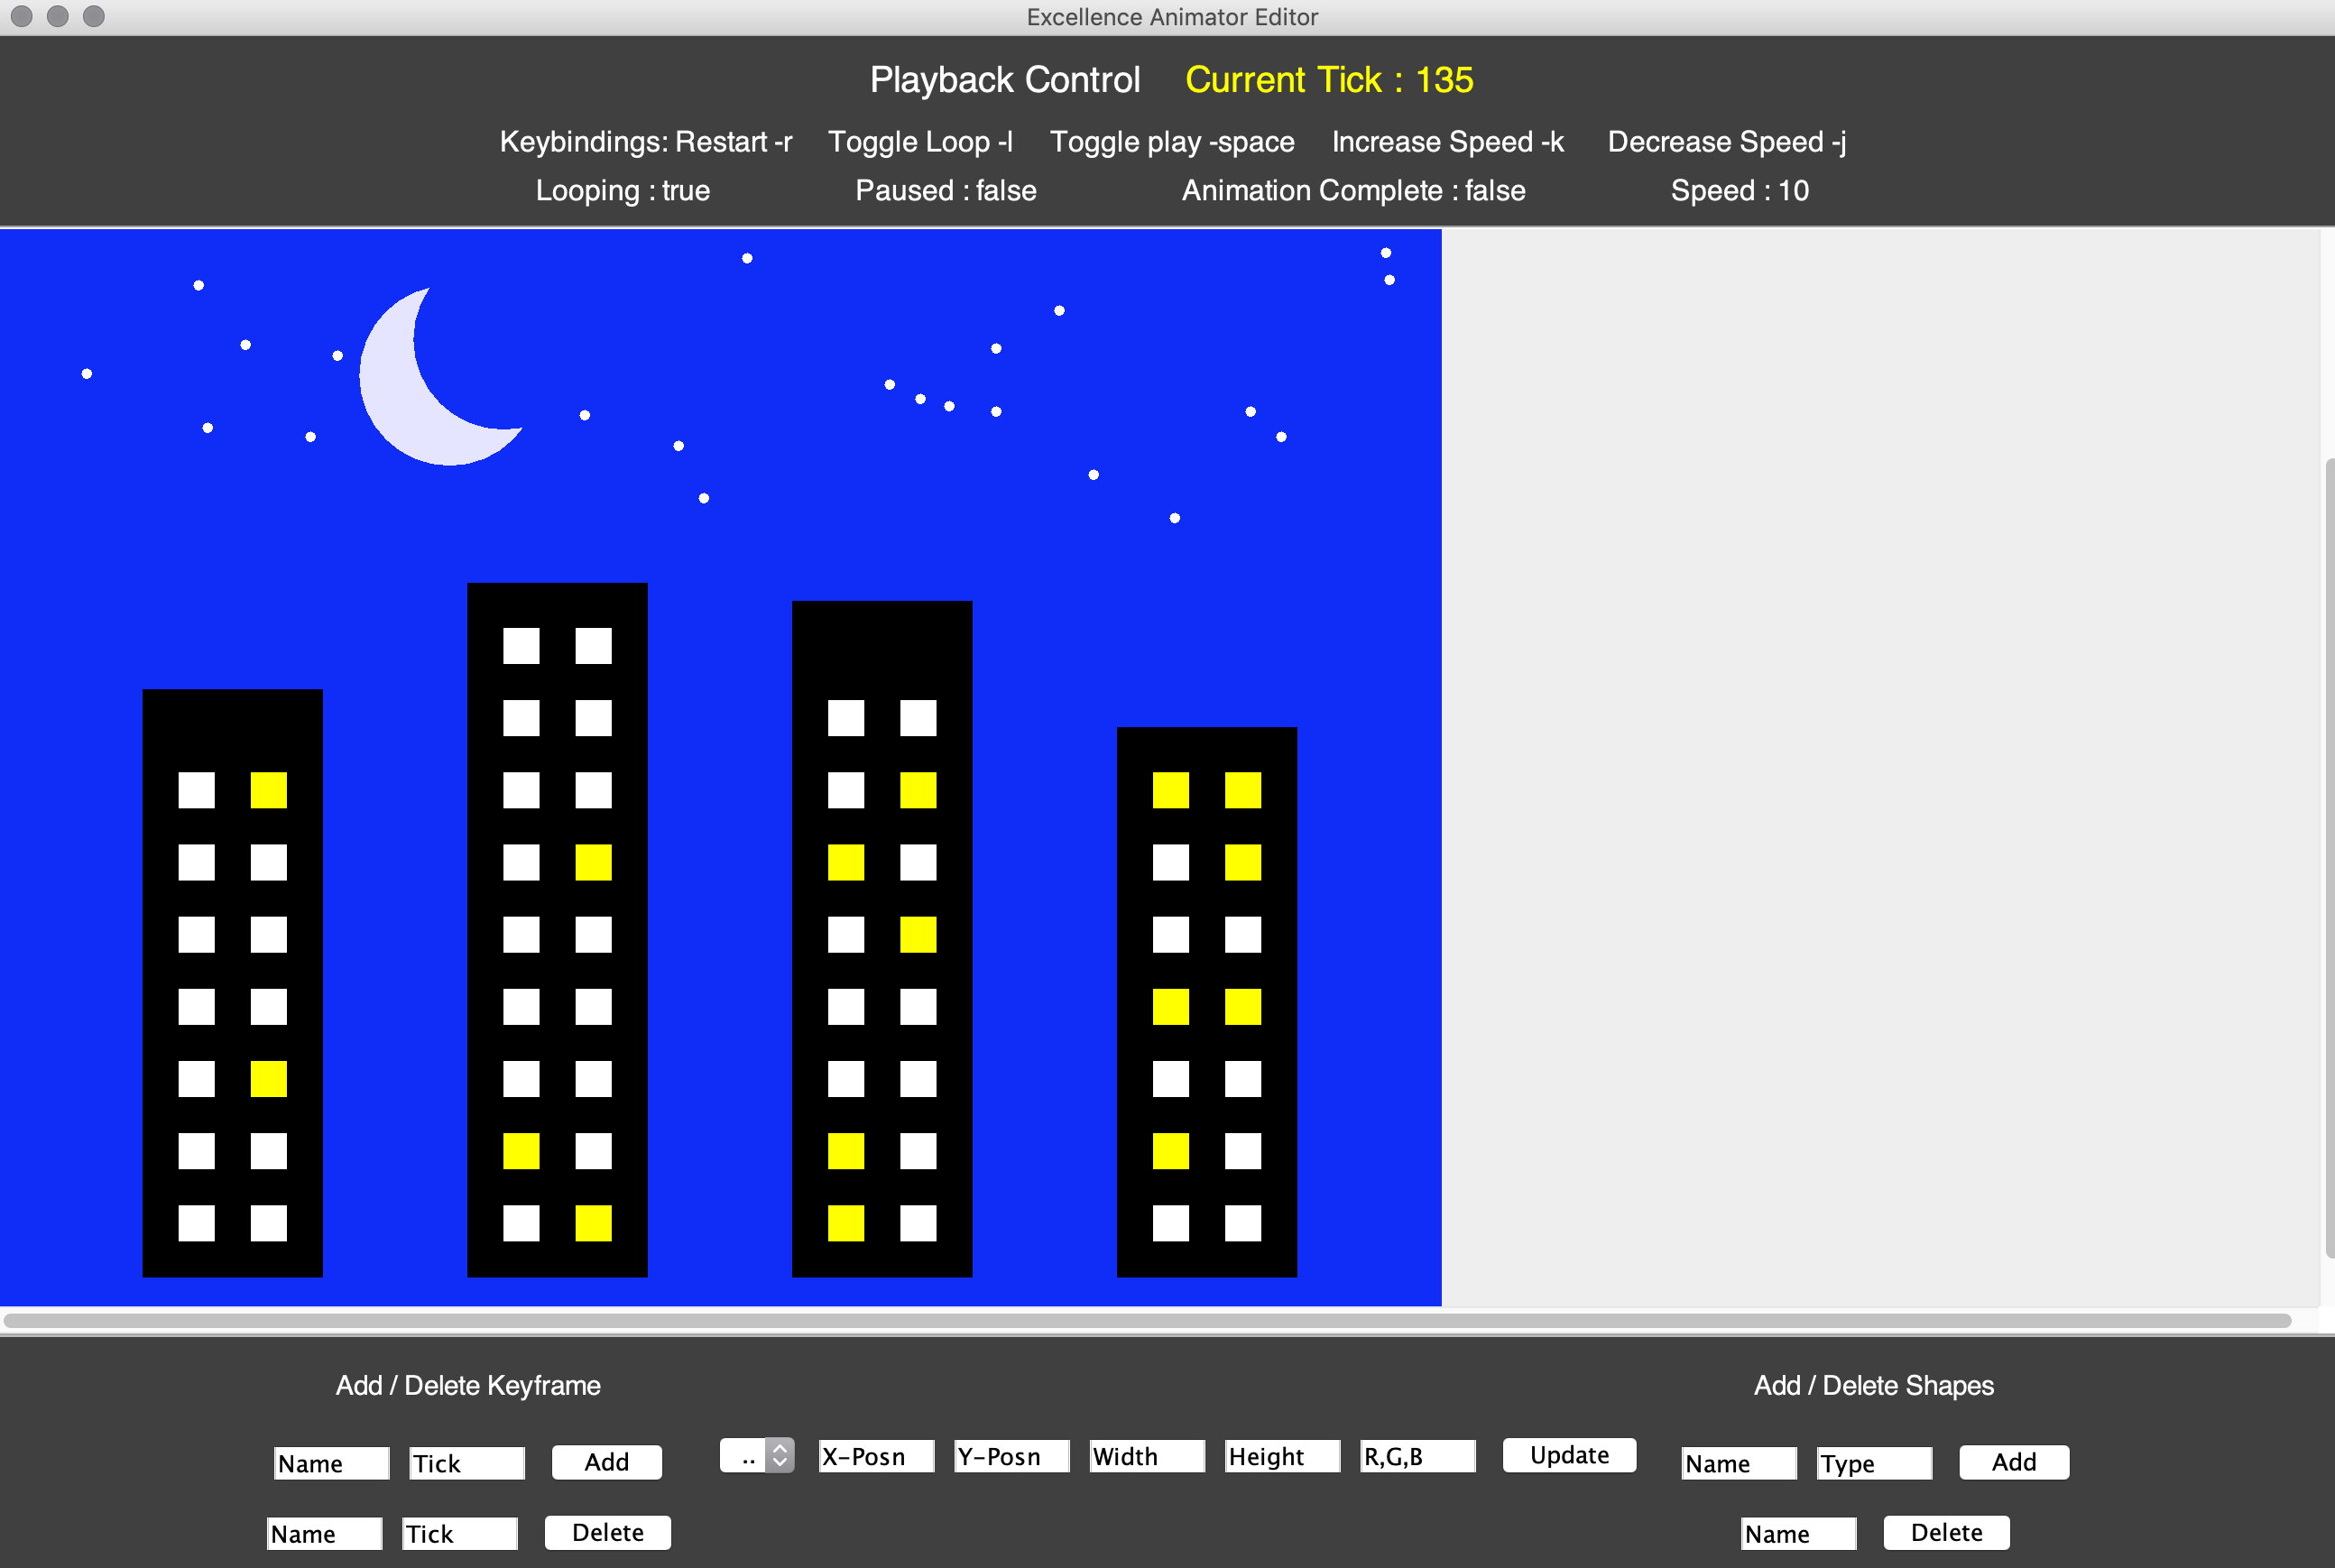 Excellence Animator Editor
Playback Control Current Tick : 135
Keybindings: Restart -r Toggle Loop -l Toggle play -space Increase Speed -k Decrease Speed -j
Looping : true Paused : false Animation Complete : false Speed : 10
Add / Delete Keyframe Add / Delete Shapes
Name Tick Add .. X-Posn Y-Posn Width Height R,G,B Update Name Type Add
Name Tick Delete Name Delete